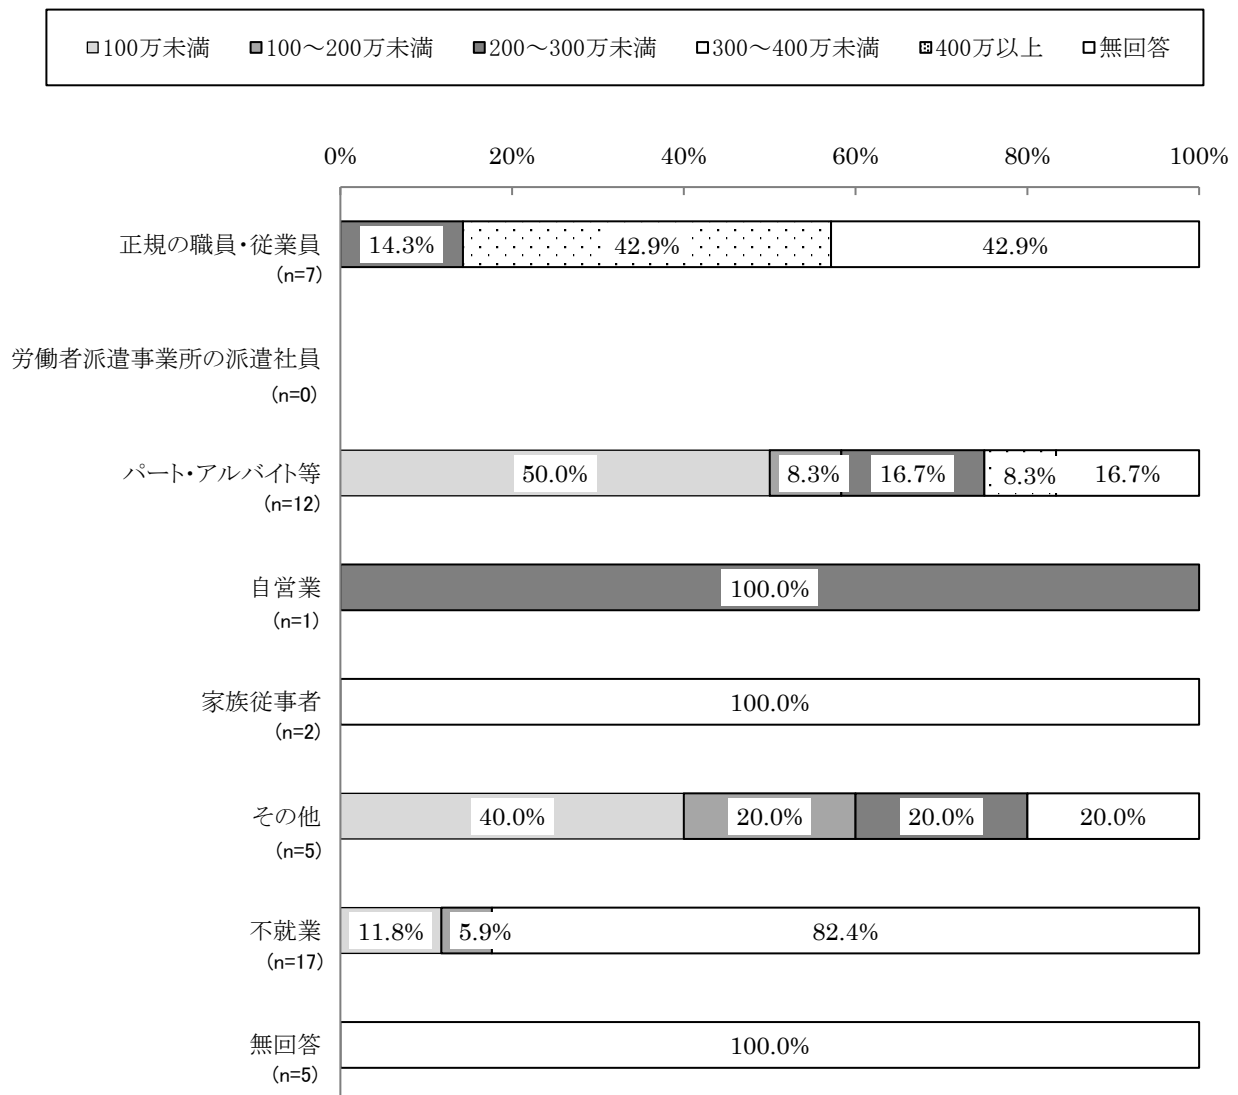 100万未満 100～200万未満 200～300万未満 300～400万未満 400万以上 無回答
0% 20% 40% 60% 80% 100%
正規の職員・従業員 14.3% 42.9% 42.9%
(n=7)
労働者派遣事業所の派遣社員
(n=0)
パート・アルバイト等 50.0% 8.3% 16.7% 8.3% 16.7%
(n=12)
自営業 100.0%
(n=1)
家族従事者 100.0%
(n=2)
その他 40.0% 20.0% 20.0% 20.0%
(n=5)
不就業 11.8% 5.9% 82.4%
(n=17)
無回答 100.0%
(n=5)